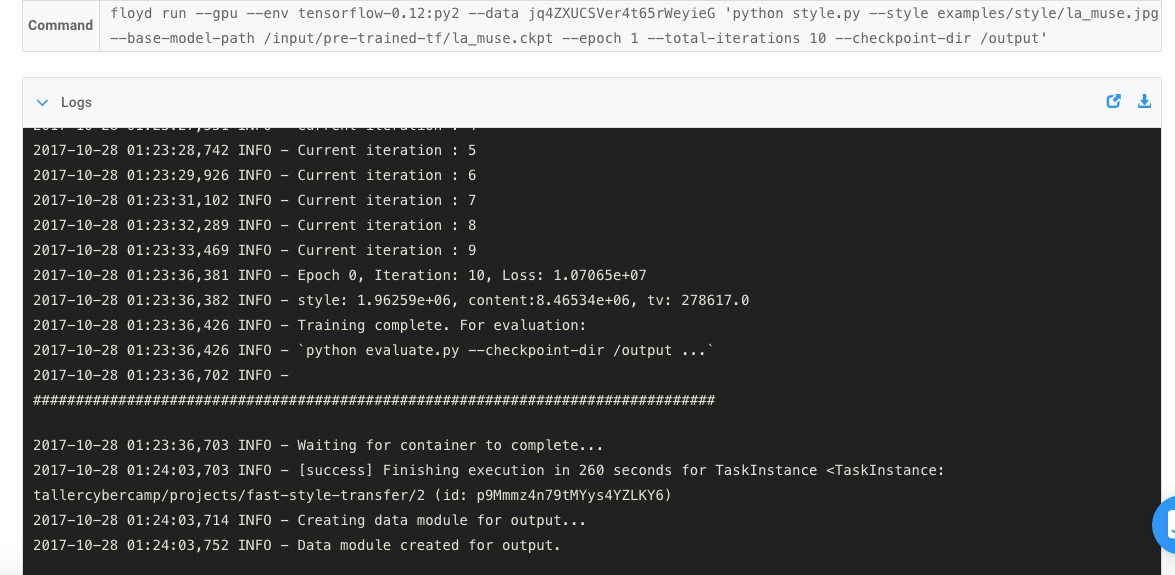 Command
floyd run --gpu --env tensorflow-0.12:py2 --data jq4ZXUCSVer4t65rWeyieG 'python style.py --style examples/style/la_muse.jpg
--base-model-path /input/pre-trained-tf/la_muse.ckpt --epoch 1 --total-iterations 10 --checkpoint-dir /output'
Logs
2017-10-28 01:23:27,551 INFO - Current iteration : 4
2017-10-28 01:23:28,742 INFO - Current iteration : 5
2017-10-28 01:23:29,926 INFO - Current iteration : 6
2017-10-28 01:23:31,102 INFO - Current iteration : 7
2017-10-28 01:23:32,289 INFO - Current iteration : 8
2017-10-28 01:23:33,469 INFO - Current iteration : 9
2017-10-28 01:23:36,381 INFO - Epoch 0, Iteration: 10, Loss: 1.07065e+07
2017-10-28 01:23:36,382 INFO - style: 1.96259e+06, content:8.46534e+06, tv: 278617.0
2017-10-28 01:23:36,426 INFO - Training complete. For evaluation:
2017-10-28 01:23:36,426 INFO - `python evaluate.py --checkpoint-dir /output ...`
2017-10-28 01:23:36,702 INFO -
################################################################################
2017-10-28 01:23:36,703 INFO - Waiting for container to complete...
2017-10-28 01:24:03,703 INFO - [success] Finishing execution in 260 seconds for TaskInstance <TaskInstance:
tallercybercamp/projects/fast-style-transfer/2 (id: p9Mmmz4n79tMYys4YZLKY6)
2017-10-28 01:24:03,714 INFO - Creating data module for output...
2017-10-28 01:24:03,752 INFO - Data module created for output.